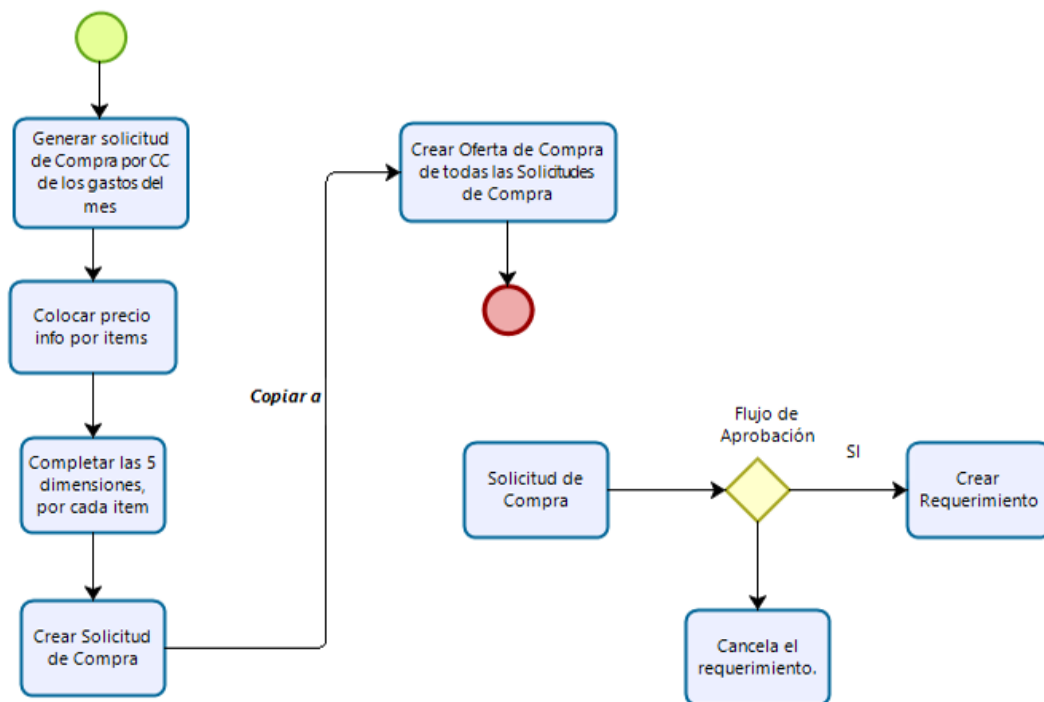 Generar solicitud
de Compra por CC
de los gastos del
mes
Colocar precio
info por items
Completar las 5
dimensiones,
por cada item
Crear Solicitud
de Compra
Copiar a
Crear Oferta de Compra
de todas las Solicitudes
de Compra
Solicitud de
Compra
Flujo de
Aprobación
SI
Crear
Requerimiento
Cancela el
requerimiento.